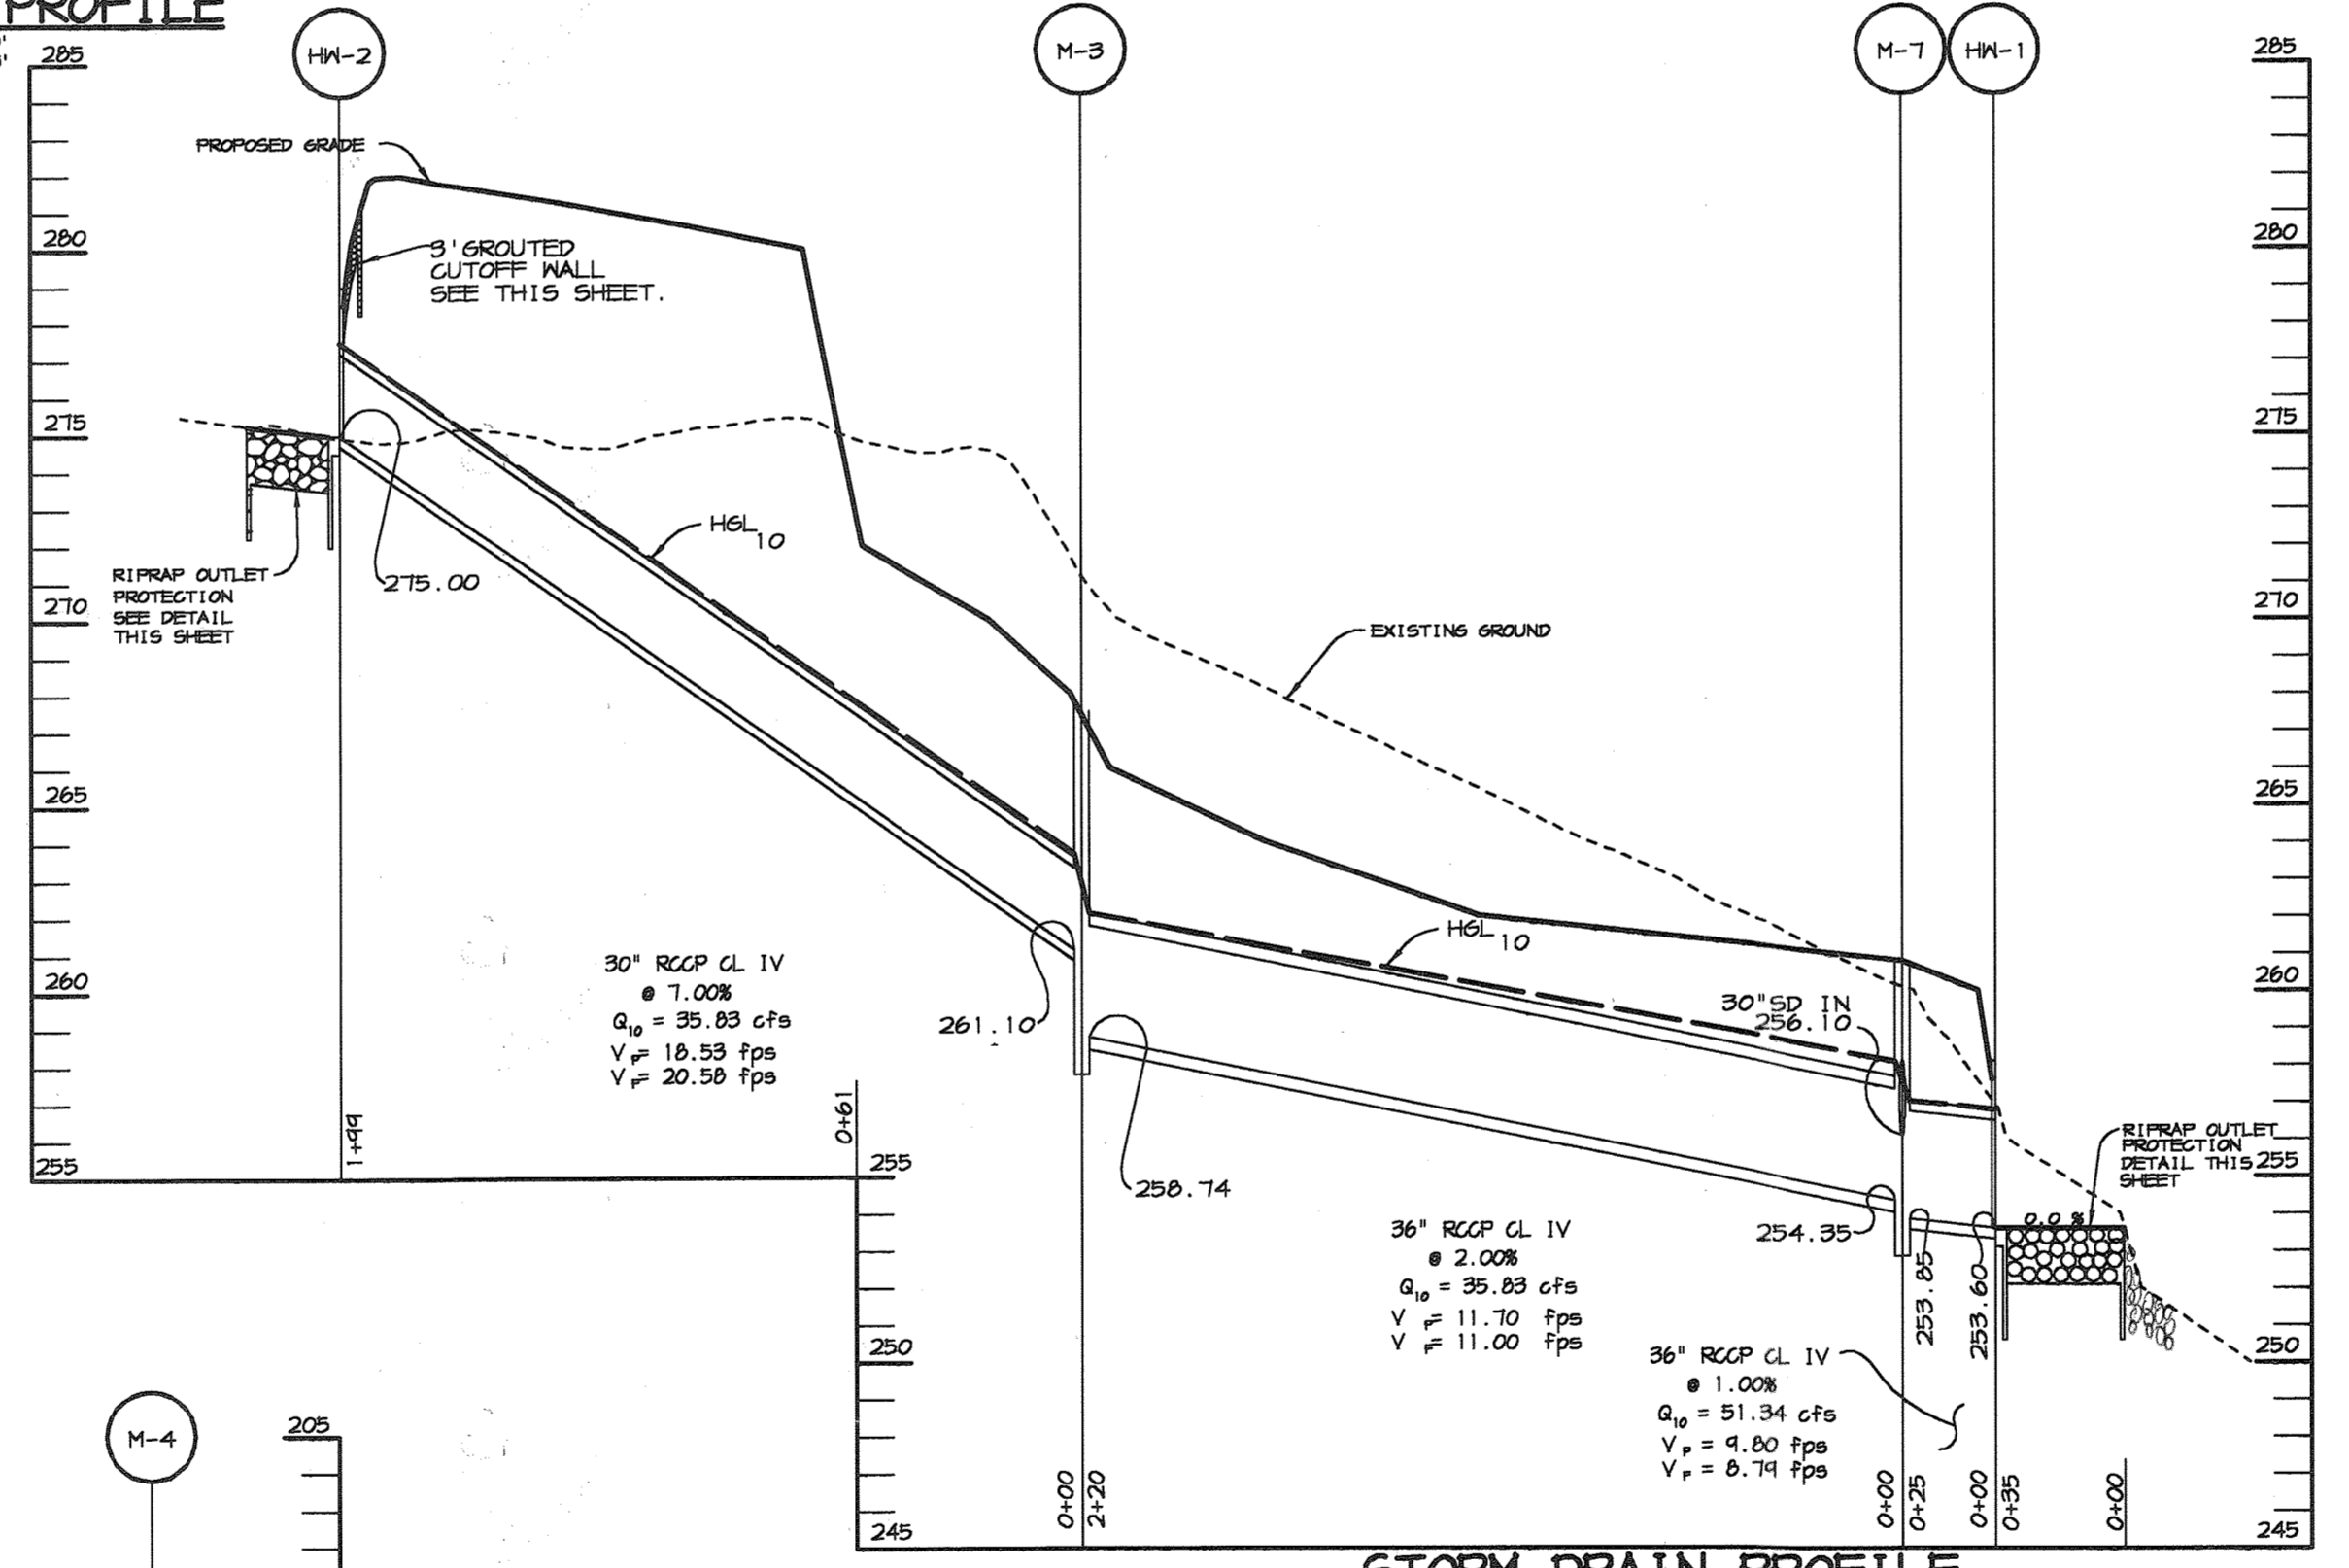 PROFILE
HW-2
M-3
M-7
HW-1
285
285
PROPOSED GRADE
280
280
3' GROUTED
CUTOFF WALL
SEE THIS SHEET.
275
275
HGL 10
275.00
RIPRAP OUTLET
PROTECTION
SEE DETAIL
THIS SHEET
270
270
EXISTING GROUND
265
265
HGL 10
30" RCCP CL IV
@ 7.00%
Q10 = 35.83 cfs
VP= 18.53 fps
VF= 20.58 fps
260
260
261.10
30"SD IN
256.10
1+99
0+61
255
255
RIPRAP OUTLET
PROTECTION
DETAIL THIS
SHEET
255
258.74
0.0 %
36" RCCP CL IV
@ 2.00%
Q10 = 35.83 cfs
V P= 11.70 fps
V F= 11.00 fps
254.35
253.85
253.60
250
250
36" RCCP CL IV
@ 1.00%
Q10 = 51.34 cfs
VP = 9.80 fps
VF = 8.79 fps
M-4
205
0+00
2+20
0+00
0+25
0+00
0+35
0+00
245
245
STORM DRAIN PROFILE